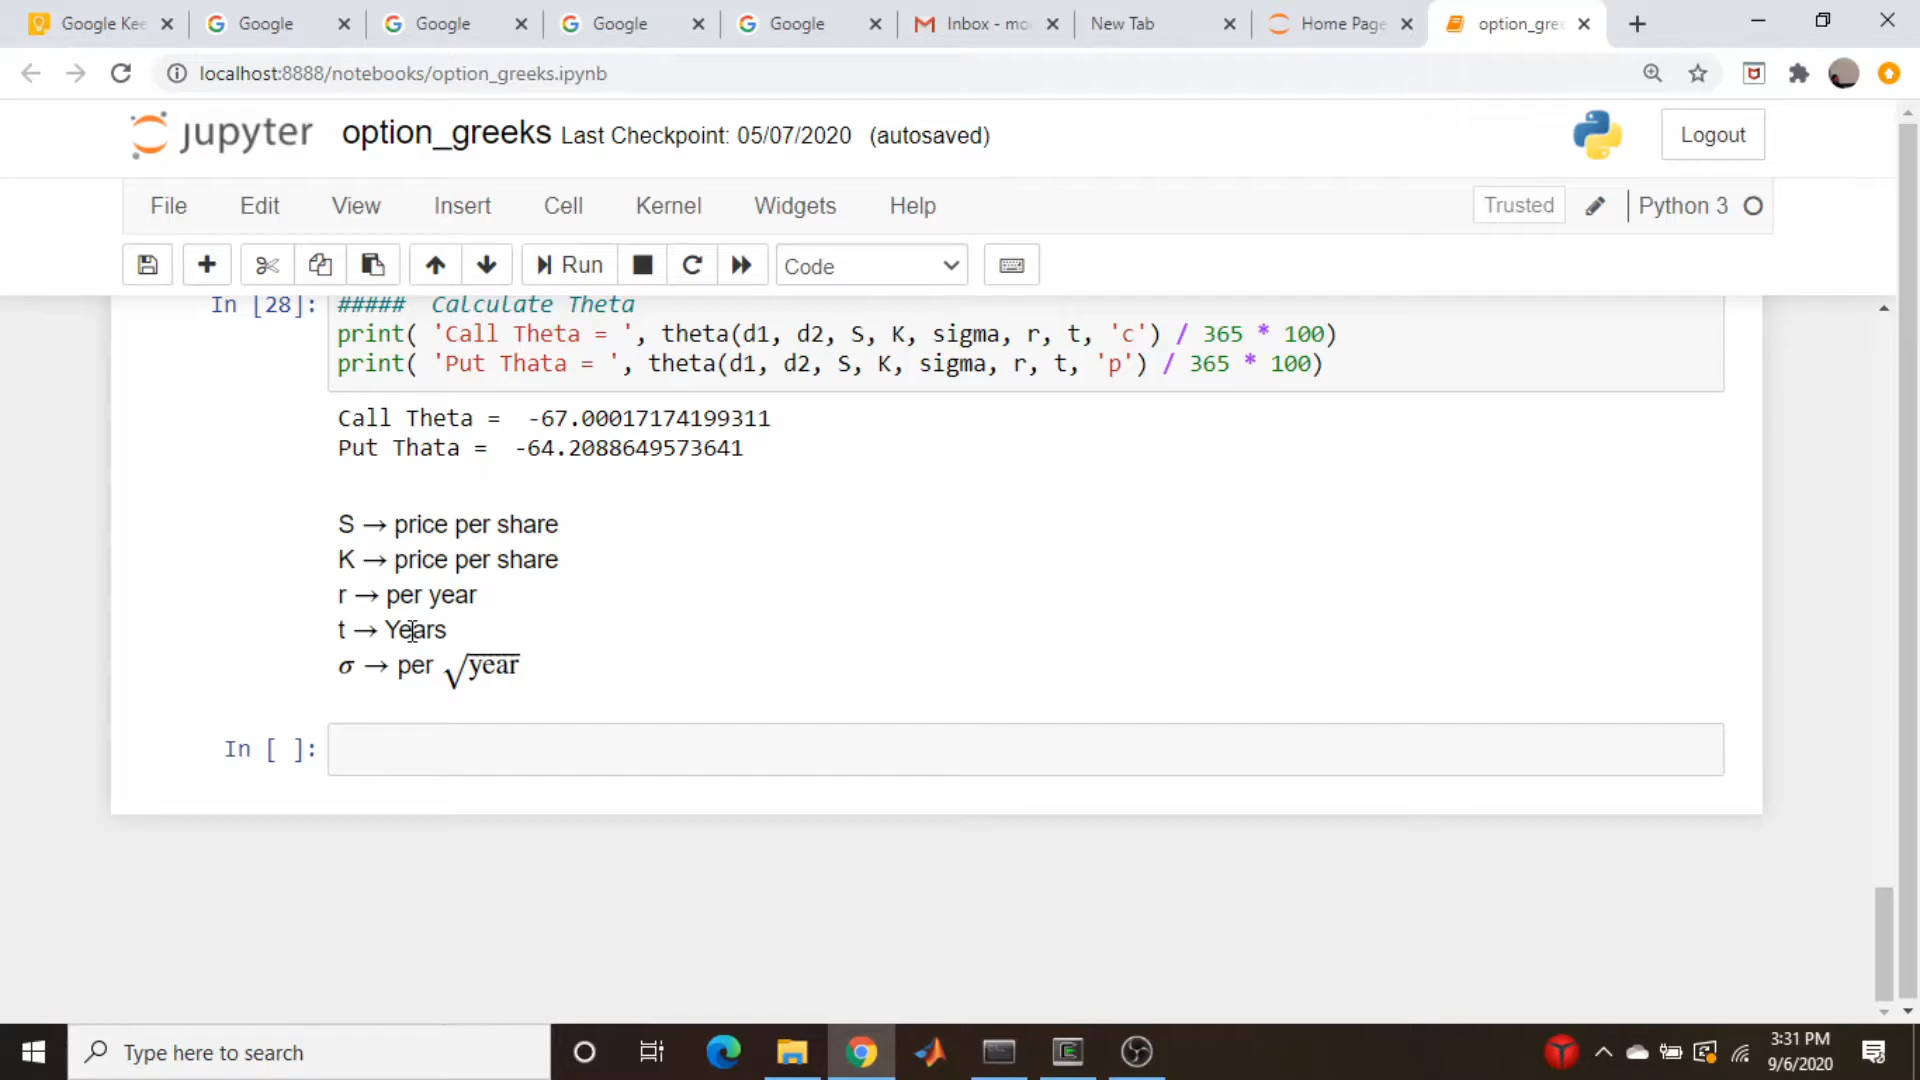 Google Kee
Google
Google
Google
Google
Inbox - mo
New Tab
Home Page
option_gre
localhost:8888/notebooks/option_greeks.ipynb
jupyter option_greeks Last Checkpoint: 05/07/2020 (autosaved)
Logout
File Edit View Insert Cell Kernel Widgets Help
Trusted
Python 3
Run
Code
In [28]: ##### Calculate Theta
print( 'Call Theta = ', theta(d1, d2, S, K, sigma, r, t, 'c') / 365 * 100)
print( 'Put Thata = ', theta(d1, d2, S, K, sigma, r, t, 'p') / 365 * 100)
Call Theta = -67.00017174199311
Put Thata = -64.2088649573641
S → price per share
K → price per share
r → per year
t → Years
σ → per √year
In [ ]:
Type here to search
3:31 PM
9/6/2020